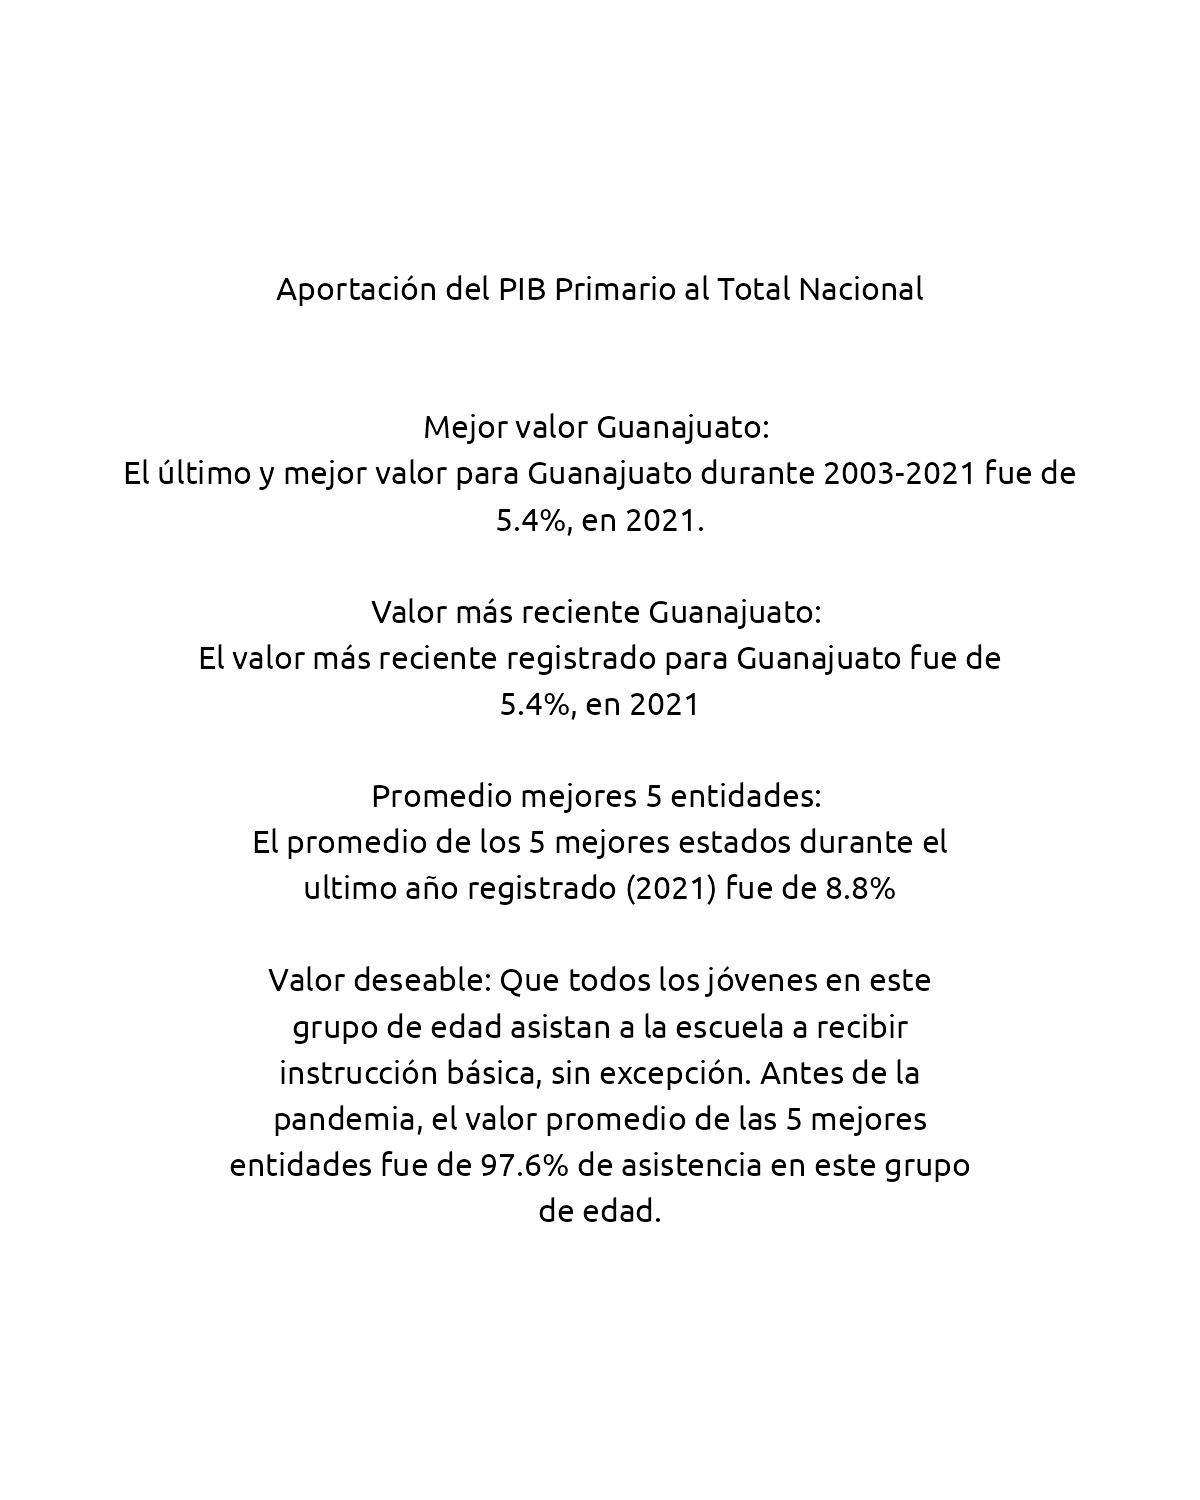 Aportación del PIB Primario al Total Nacional
Mejor valor Guanajuato:
El último y mejor valor para Guanajuato durante 2003-2021 fue de
5.4%, en 2021.
Valor más reciente Guanajuato:
El valor más reciente registrado para Guanajuato fue de
5.4%, en 2021
Promedio mejores 5 entidades:
El promedio de los 5 mejores estados durante el
ultimo año registrado (2021) fue de 8.8%
Valor deseable: Que todos los jóvenes en este
grupo de edad asistan a la escuela a recibir
instrucción básica, sin excepción. Antes de la
pandemia, el valor promedio de las 5 mejores
entidades fue de 97.6% de asistencia en este grupo
de edad.